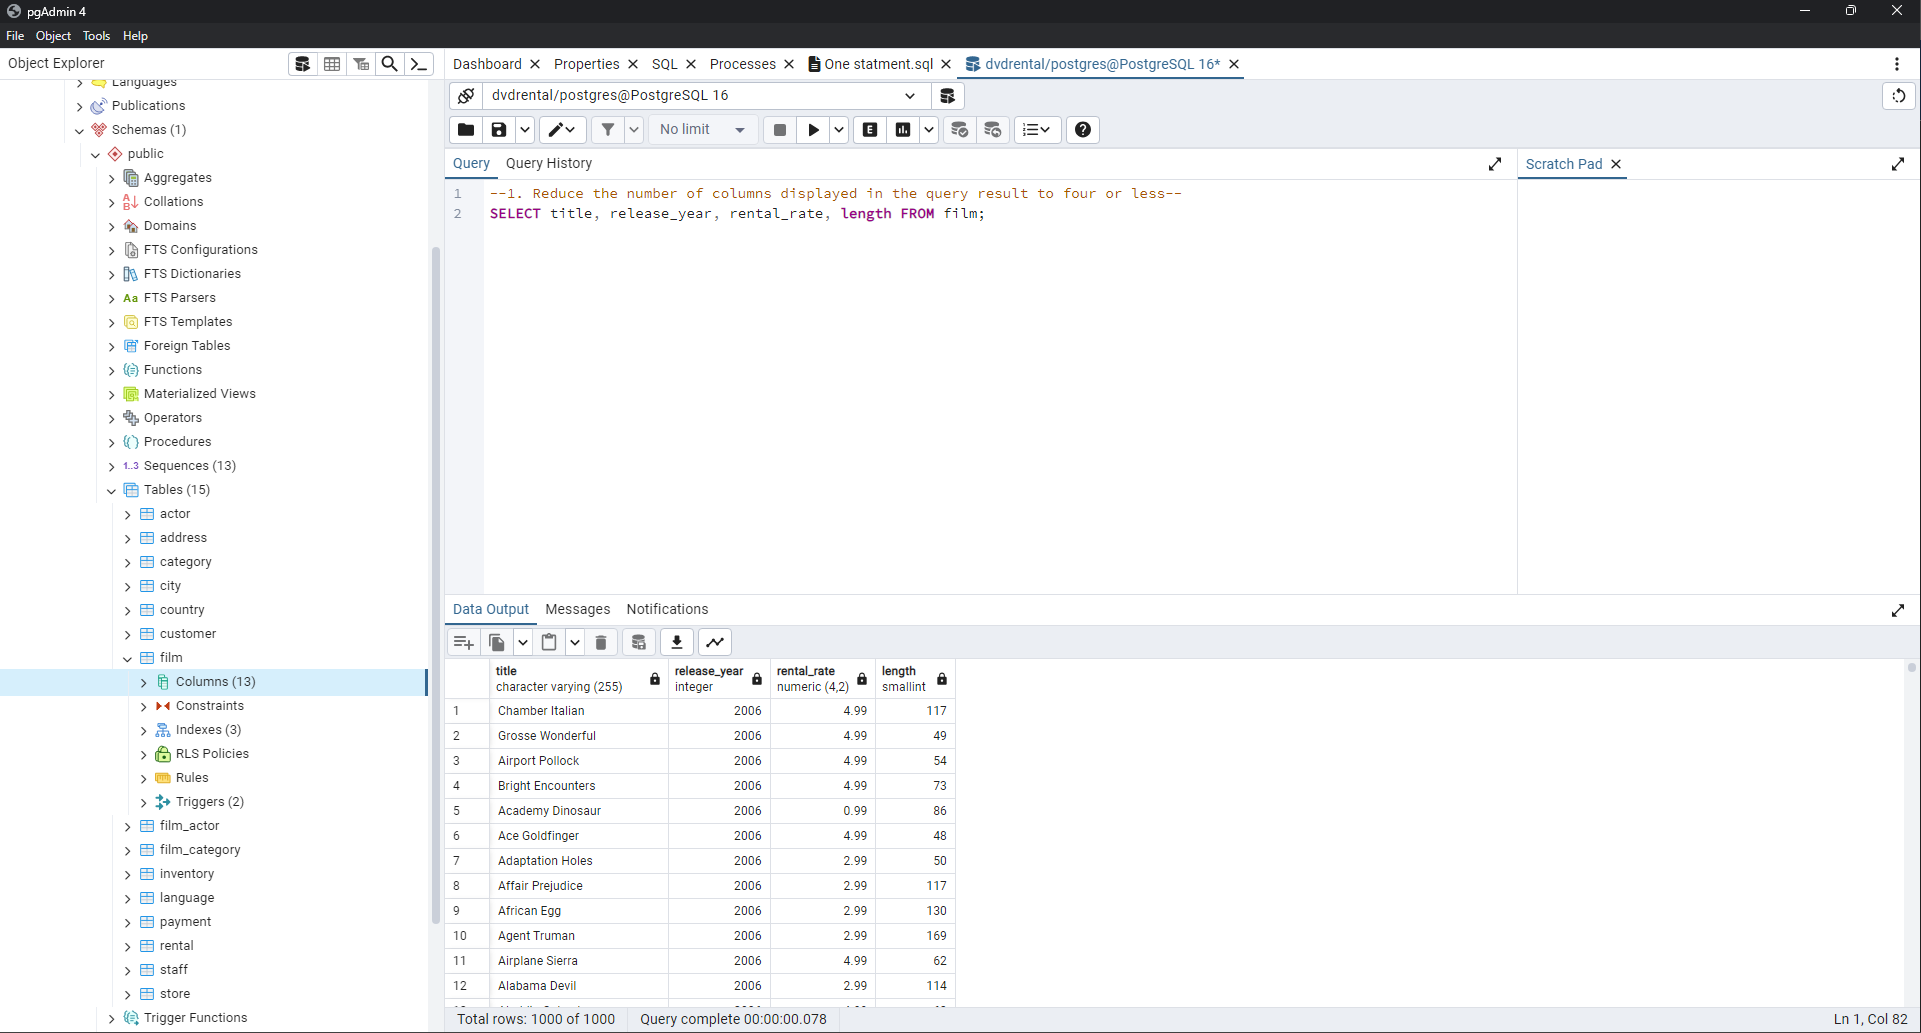 pgAdmin 4
File Object Tools Help
Object Explorer
Languages
Publications
Schemas (1)
public
Aggregates
Collations
Domains
FTS Configurations
FTS Dictionaries
Aa FTS Parsers
FTS Templates
Foreign Tables
Functions
Materialized Views
Operators
Procedures
1..3 Sequences (13)
Tables (15)
actor
address
category
city
country
customer
film
Columns (13)
Constraints
Indexes (3)
RLS Policies
Rules
Triggers (2)
film_actor
film_category
inventory
language
payment
rental
staff
store
Trigger Functions
Dashboard Properties SQL Processes One statment.sql dvdrental/postgres@PostgreSQL 16*
dvdrental/postgres@PostgreSQL 16
No limit
E
Query Query History
Scratch Pad
1 --1. Reduce the number of columns displayed in the query result to four or less--
2 SELECT title, release_year, rental_rate, length FROM film;
Data Output Messages Notifications
title release_year rental_rate length
character varying (255) integer numeric (4,2) smallint
1 Chamber Italian 2006 4.99 117
2 Grosse Wonderful 2006 4.99 49
3 Airport Pollock 2006 4.99 54
4 Bright Encounters 2006 4.99 73
5 Academy Dinosaur 2006 0.99 86
6 Ace Goldfinger 2006 4.99 48
7 Adaptation Holes 2006 2.99 50
8 Affair Prejudice 2006 2.99 117
9 African Egg 2006 2.99 130
10 Agent Truman 2006 2.99 169
11 Airplane Sierra 2006 4.99 62
12 Alabama Devil 2006 2.99 114
Total rows: 1000 of 1000 Query complete 00:00:00.078 Ln 1, Col 82